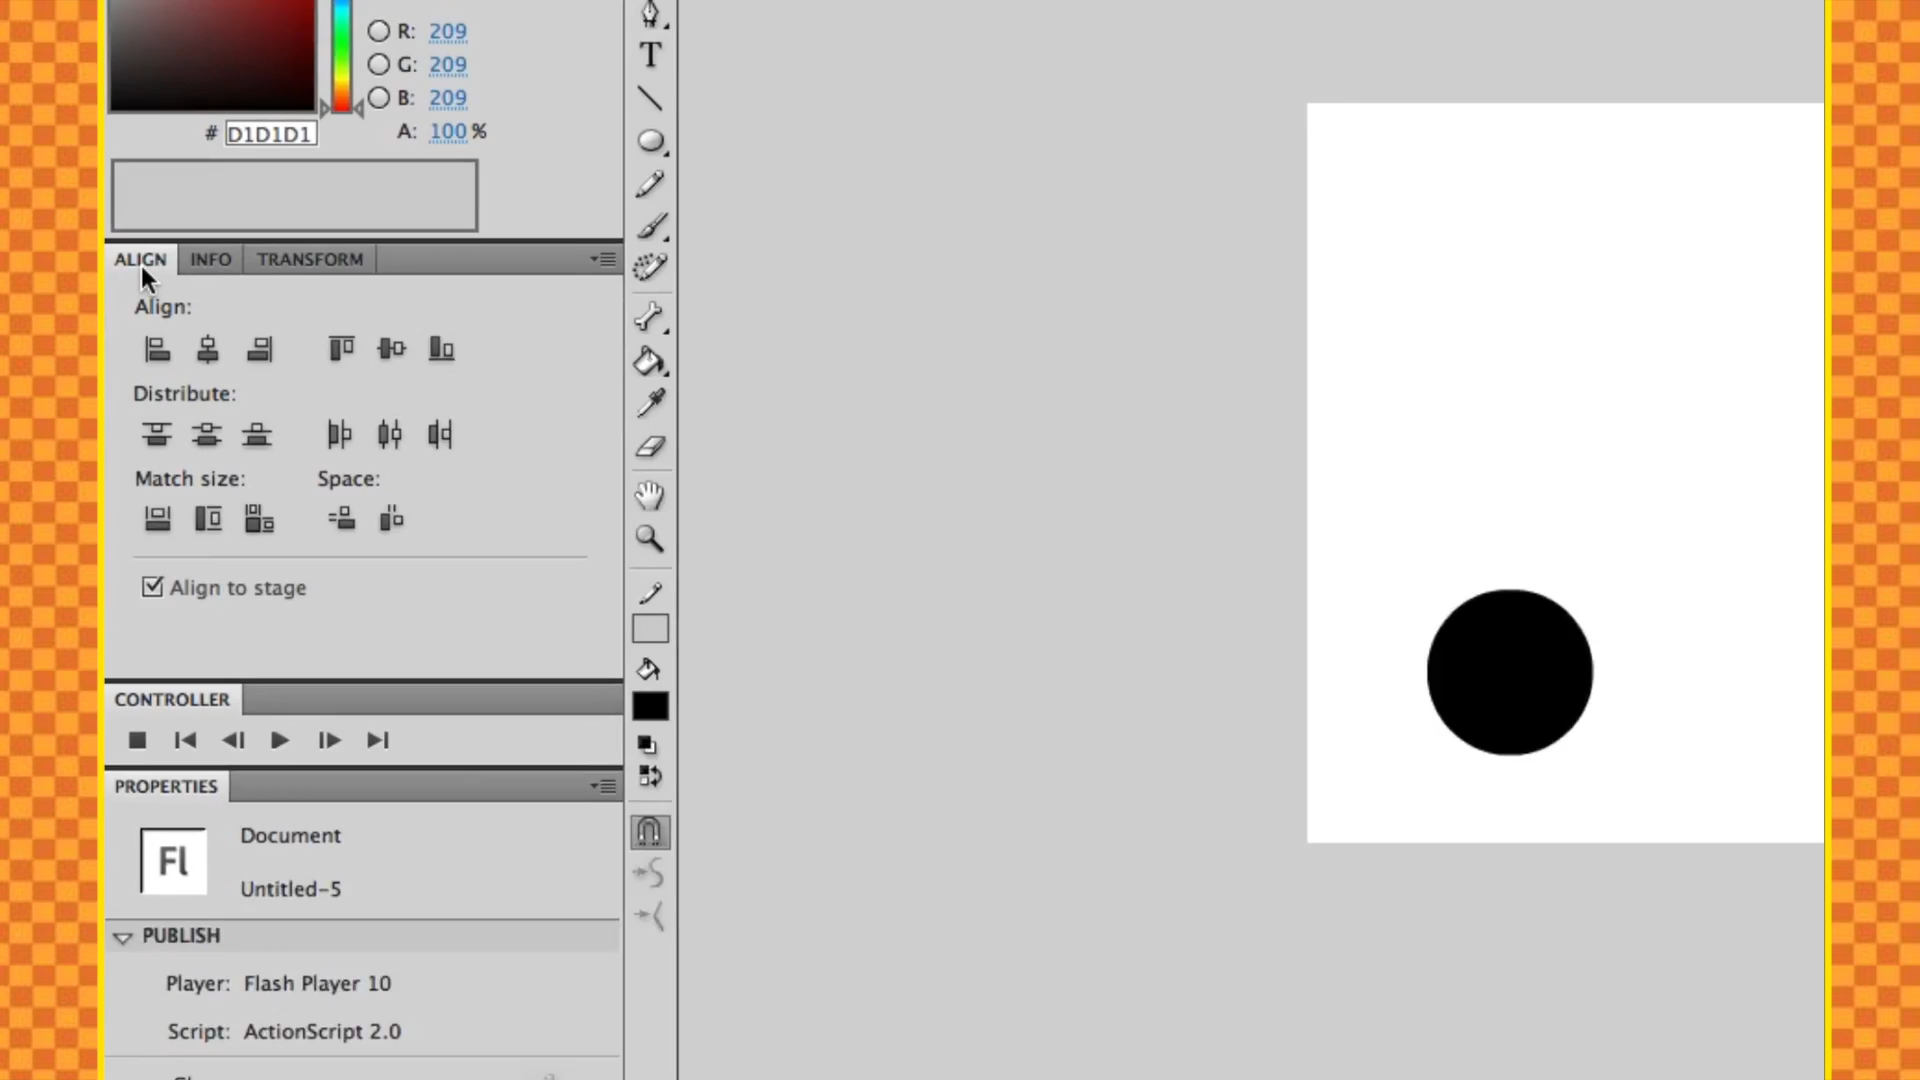 R: 209
G: 209
B: 209
# D1D1D1
A: 100 %
T
ALIGN INFO TRANSFORM
Align:
Distribute:
Match size: Space:
Align to stage
CONTROLLER
PROPERTIES
Fl
Document
Untitled-5
PUBLISH
Player: Flash Player 10
Script: ActionScript 2.0